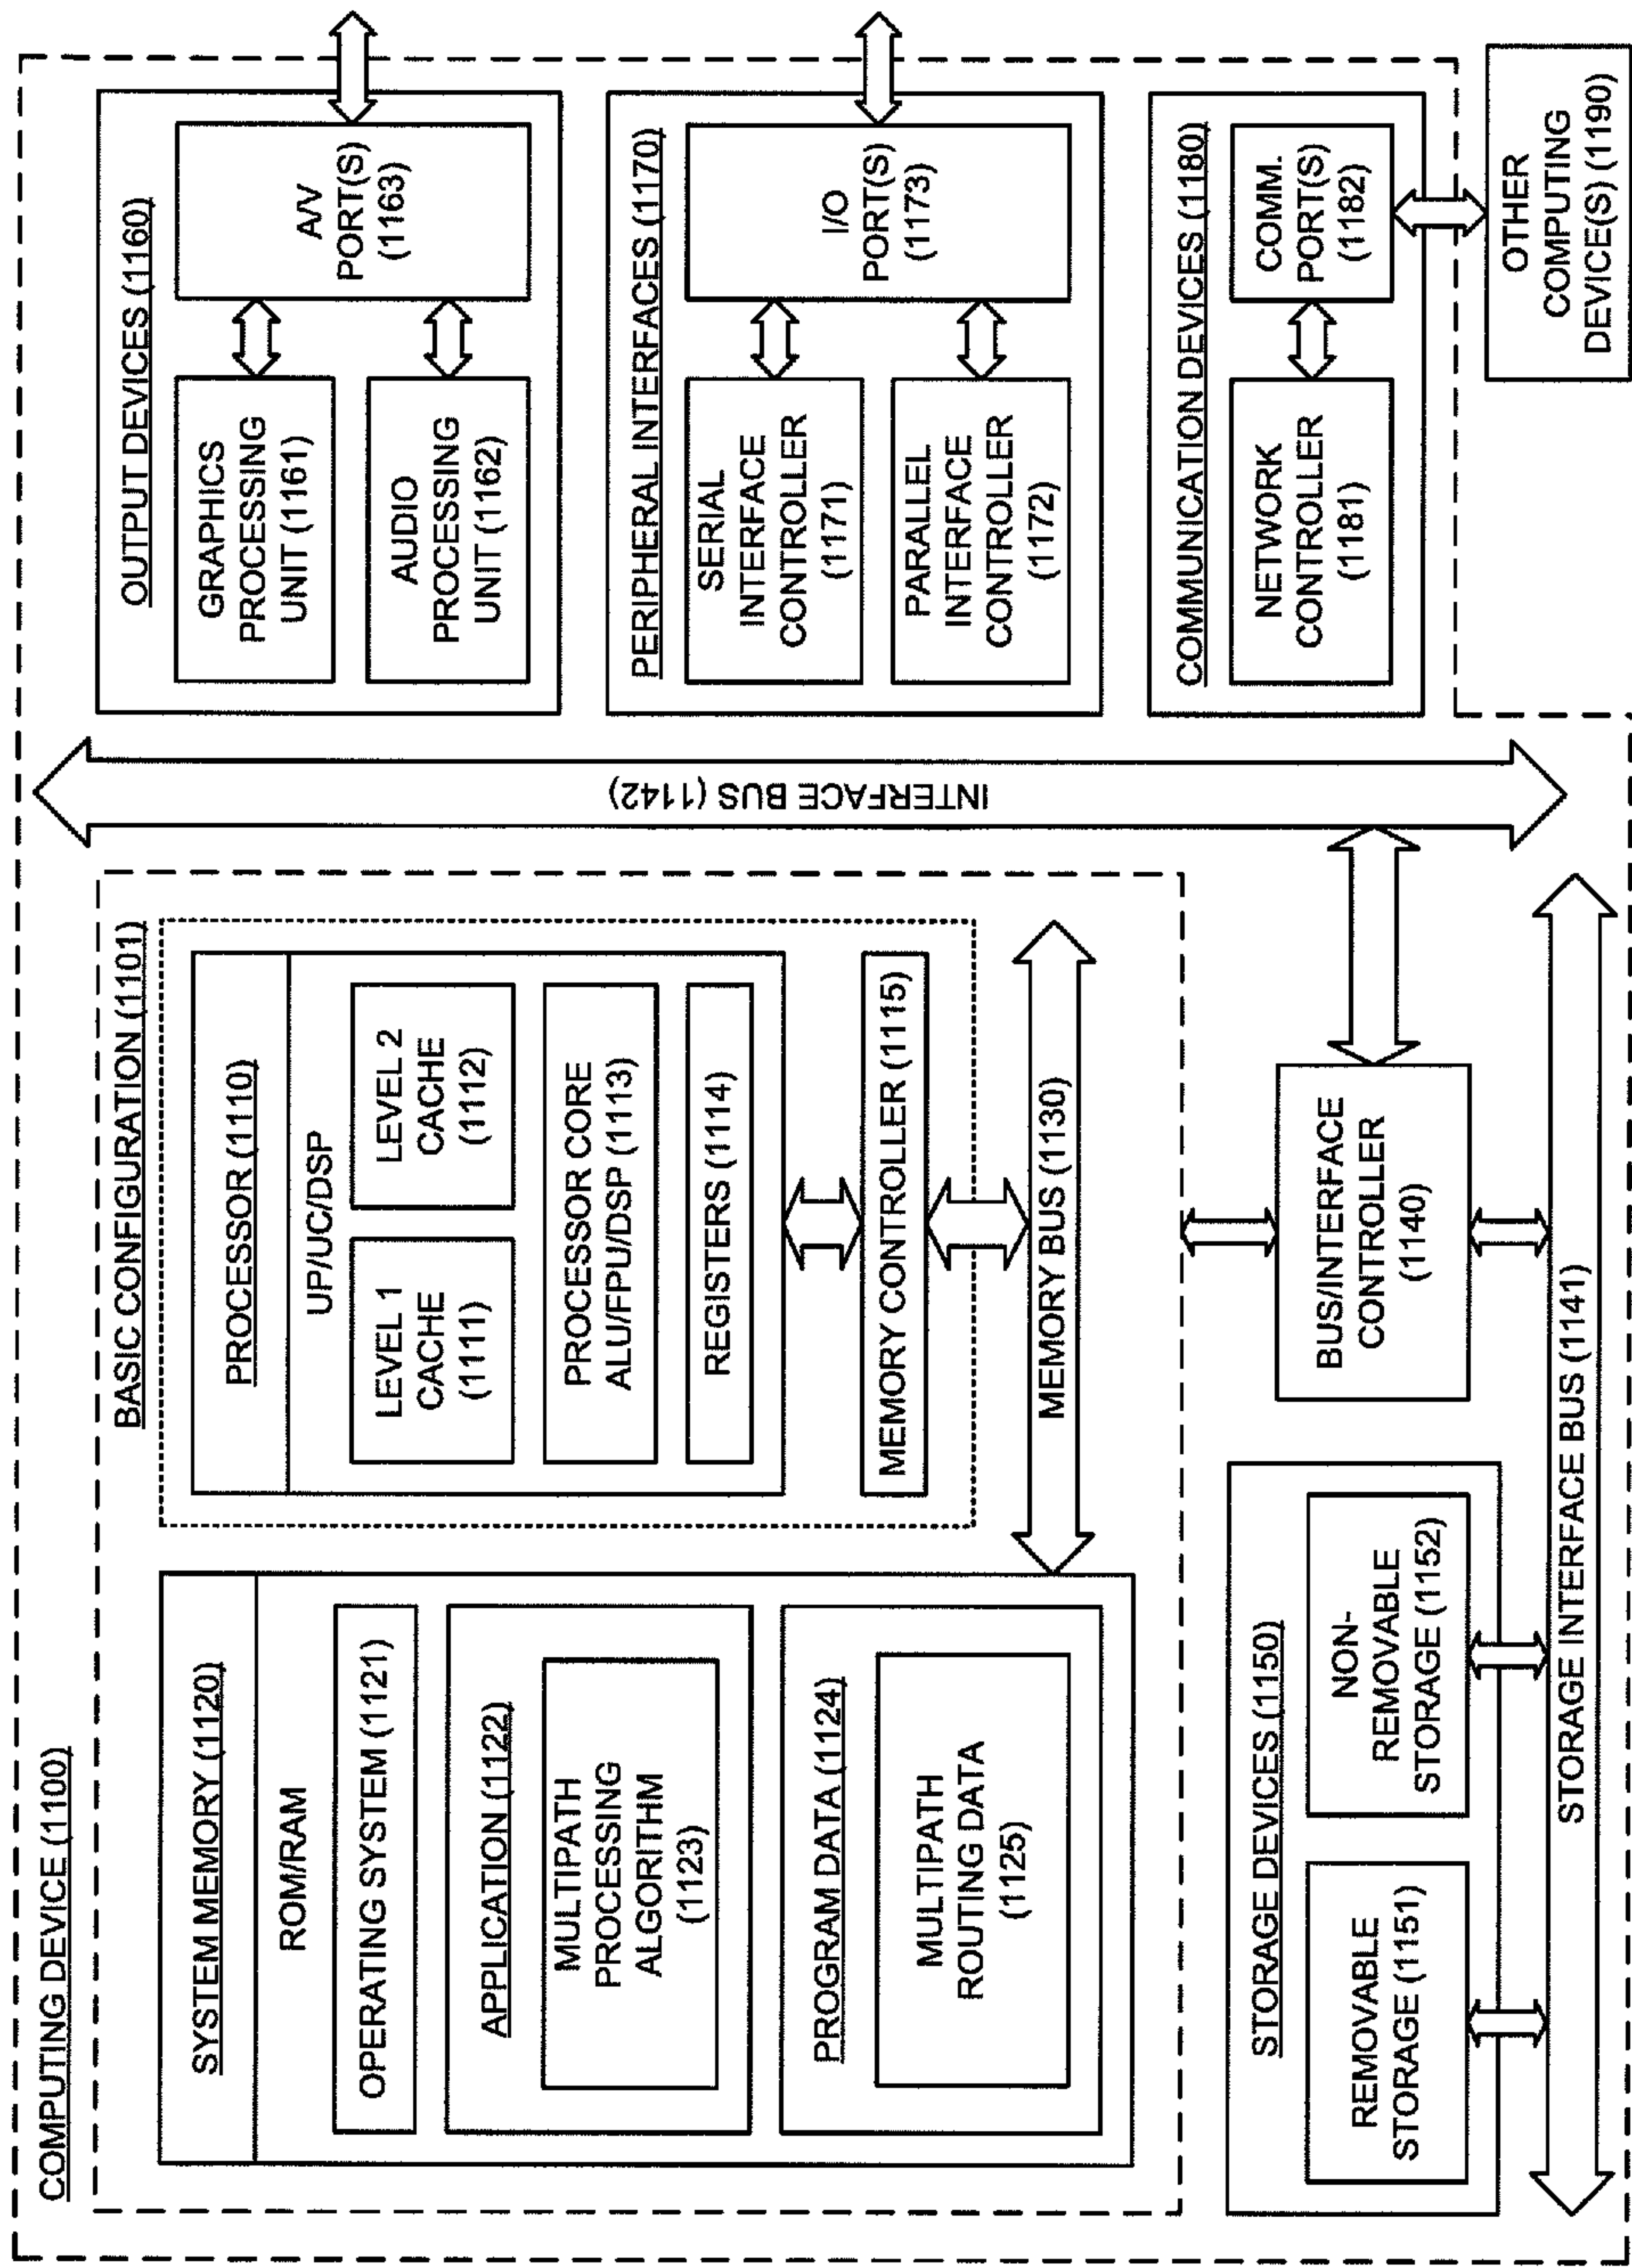 COMPUTING DEVICE (1100)
BASIC CONFIGURATION (1101)
SYSTEM MEMORY (1120)
ROM/RAM
OPERATING SYSTEM (1121)
APPLICATION (1122)
MULTIPATH
PROCESSING
ALGORITHM
(1123)
PROGRAM DATA (1124)
MULTIPATH
ROUTING DATA
(1125)
PROCESSOR (1110)
UP/UC/DSP
LEVEL 1
CACHE
(1111)
LEVEL 2
CACHE
(1112)
PROCESSOR CORE
ALU/FPU/DSP (1113)
REGISTERS (1114)
MEMORY CONTROLLER (1115)
MEMORY BUS (1130)
BUS/INTERFACE
CONTROLLER
(1140)
STORAGE DEVICES (1150)
REMOVABLE
STORAGE (1151)
NON-
REMOVABLE
STORAGE (1152)
STORAGE INTERFACE BUS (1141)
INTERFACE BUS (1142)
OUTPUT DEVICES (1160)
GRAPHICS
PROCESSING
UNIT (1161)
AUDIO
PROCESSING
UNIT (1162)
A/V
PORT(S)
(1163)
PERIPHERAL INTERFACES (1170)
SERIAL
INTERFACE
CONTROLLER
(1171)
PARALLEL
INTERFACE
CONTROLLER
(1172)
I/O
PORT(S)
(1173)
COMMUNICATION DEVICES (1180)
NETWORK
CONTROLLER
(1181)
COMM.
PORT(S)
(1182)
OTHER
COMPUTING
DEVICE(S) (1190)